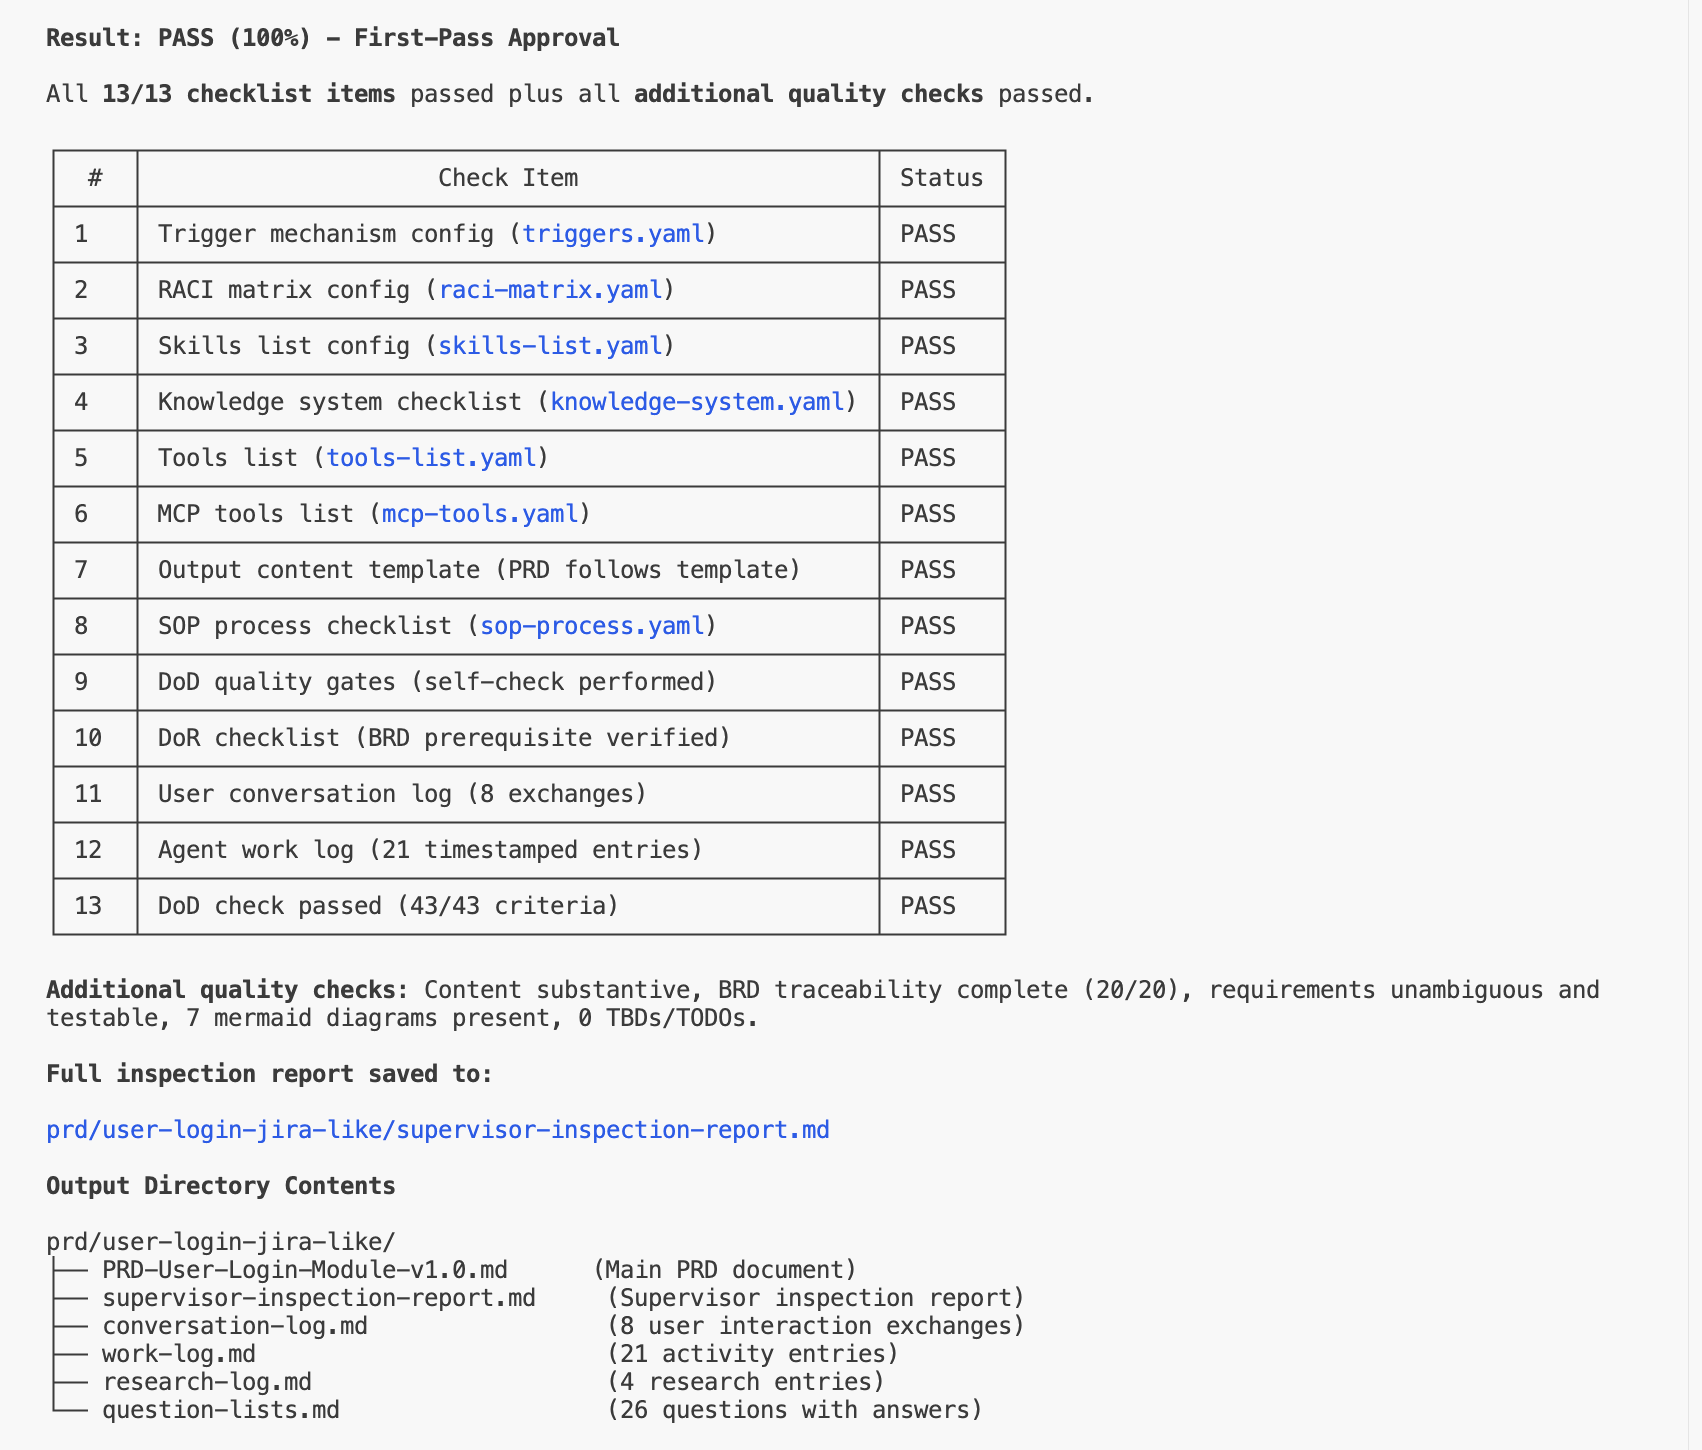 Result: PASS (100%) – First-Pass Approval
All 13/13 checklist items passed plus all additional quality checks passed.
# Check Item Status
1 Trigger mechanism config (triggers.yaml) PASS
2 RACI matrix config (raci-matrix.yaml) PASS
3 Skills list config (skills-list.yaml) PASS
4 Knowledge system checklist (knowledge-system.yaml) PASS
5 Tools list (tools-list.yaml) PASS
6 MCP tools list (mcp-tools.yaml) PASS
7 Output content template (PRD follows template) PASS
8 SOP process checklist (sop-process.yaml) PASS
9 DoD quality gates (self-check performed) PASS
10 DoR checklist (BRD prerequisite verified) PASS
11 User conversation log (8 exchanges) PASS
12 Agent work log (21 timestamped entries) PASS
13 DoD check passed (43/43 criteria) PASS
Additional quality checks: Content substantive, BRD traceability complete (20/20), requirements unambiguous and
testable, 7 mermaid diagrams present, 0 TBDs/TODOs.
Full inspection report saved to:
prd/user-login-jira-like/supervisor-inspection-report.md
Output Directory Contents
prd/user-login-jira-like/
├── PRD-User-Login-Module-v1.0.md (Main PRD document)
├── supervisor-inspection-report.md (Supervisor inspection report)
├── conversation-log.md (8 user interaction exchanges)
├── work-log.md (21 activity entries)
├── research-log.md (4 research entries)
└── question-lists.md (26 questions with answers)